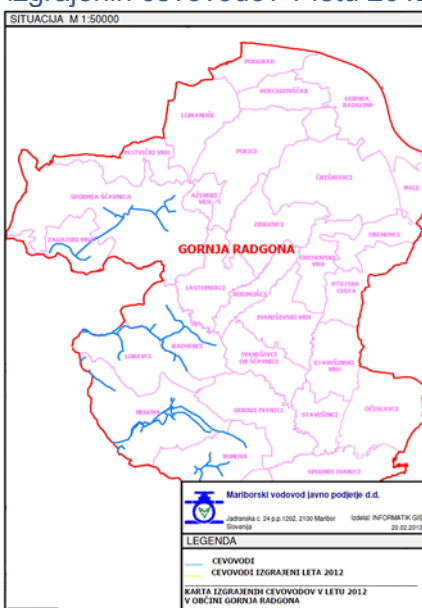 SITUACIJA M 1:50000
PODGRAD
HERCEGOVŠČAK
GORNJA
RADGONA
LOMANOŠE
POLICE
PLITVIČKI VRH
ČREŠNJEVCI
MELE
SPODNJA ŠČAVNICA
AŽENSKI
VRH
ZBIGOVCI
OREHOVCI
ZAGAJSKI VRH
GORNJA RADGONA
OREHOVSKI
VRH
PTUJSKA
CESTA
LASTOMERCI
RODMOŠCI
IVANJŠEVSKI VRH
RADVENCI
LOKAVCI
IVANJŠEVCI
OB ŠČAVNICI
STAVEŠINSKI
VRH
NEGOVA
GORNJI IVANJCI
STAVEŠINCI
OČESLAVCI
KUNOVA
SPODNJI IVANJCI
Mariborski vodovod javno podjetje d.d.
Jadranska c. 24 p.p.1202, 2100 Maribor
Slovenija
Izdelal: INFORMATIK GIS
20.02.2013
LEGENDA
CEVOVODI
CEVOVODI IZGRAJENI LETA 2012
KARTA IZGRAJENIH CEVOVODOV V LETU 2012
V OBČINI GORNJA RADGONA